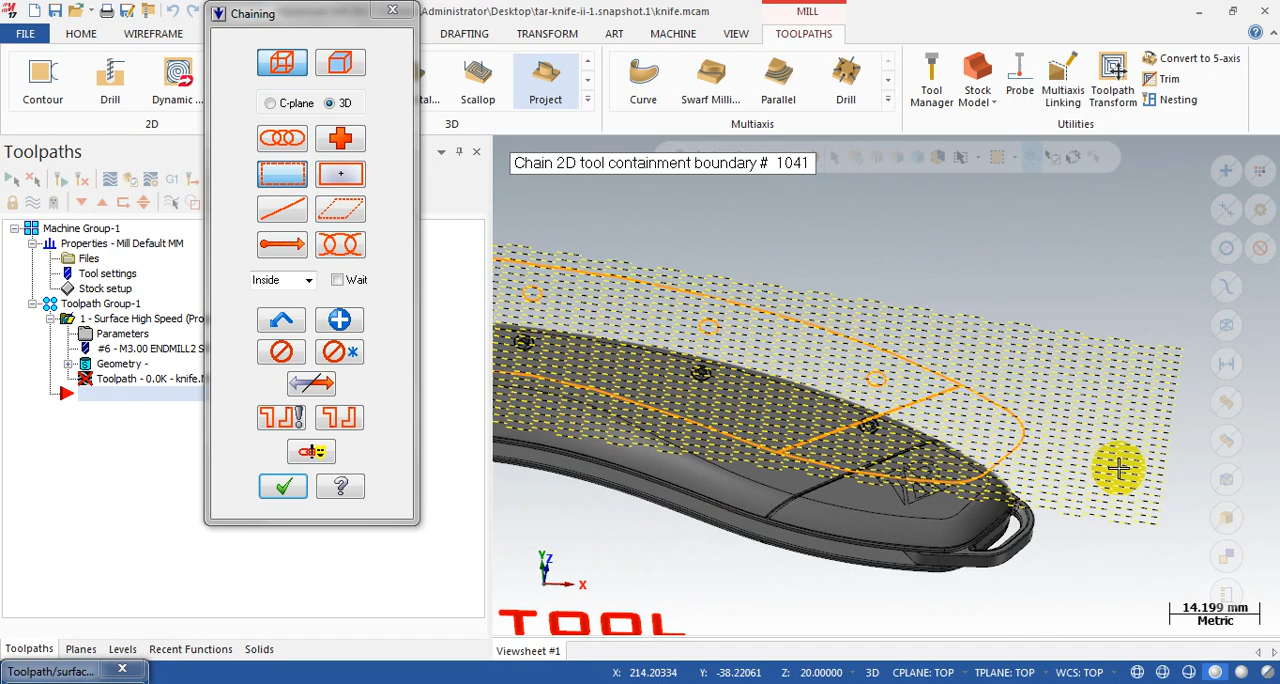 Chaining
Administrator\Desktop\tar-knife-ii-1.snapshot.1\knife.mcam
MILL
FILE
HOME
WIREFRAME
DRAFTING
TRANSFORM
ART
MACHINE
VIEW
TOOLPATHS
Contour
Drill
Dynamic ...
Scallop
Project
Curve
Swarf Milli...
Parallel
Drill
Tool Manager
Stock Model
Probe
Multiaxis Linking
Toolpath Transform
Convert to 5-axis
Trim
Nesting
2D
3D
Multiaxis
Utilities
C-plane
3D
Inside
Wait
Toolpaths
Machine Group-1
Properties - Mill Default MM
Files
Tool settings
Stock setup
Toolpath Group-1
1 - Surface High Speed (Pro
Parameters
#6 - M3.00 ENDMILL2 S
Geometry -
Toolpath - 0.0K - knife.
Chain 2D tool containment boundary # 1041
Z
Y
X
TOOL
14.199 mm
Metric
Toolpaths
Planes
Levels
Recent Functions
Solids
Viewsheet #1
Toolpath/surfac...
X: 214.20334
Y: -38.22061
Z: 20.00000
3D
CPLANE: TOP
TPLANE: TOP
WCS: TOP